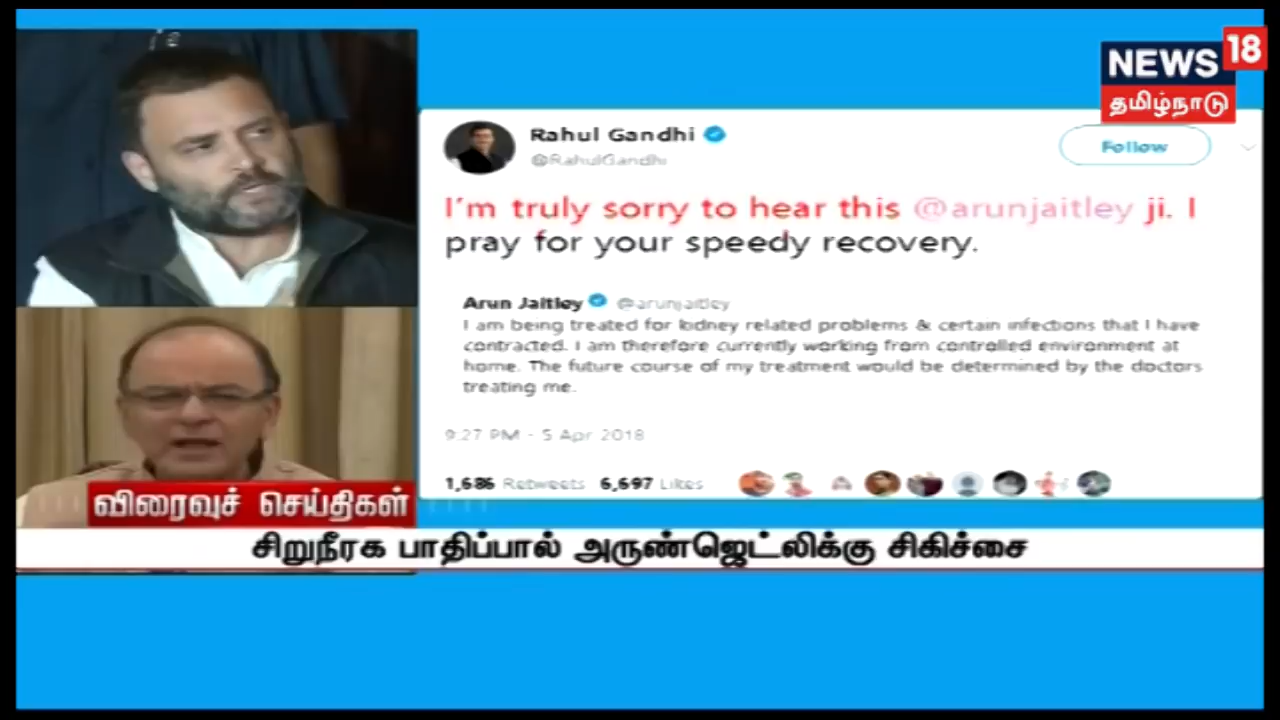 NEWS 18
தமிழ்நாடு
Rahul Gandhi
@RahulGandhi
Follow
I'm truly sorry to hear this @arunjaitley ji. I
pray for your speedy recovery.
Arun Jaitley @arunjaitley
I am being treated for kidney related problems & certain infections that I have
contracted. I am therefore currently working from controlled environment at
home. The future course of my treatment would be determined by the doctors
treating me.
9:27 PM - 5 Apr 2018
1,686 Retweets 6,697 Likes
விரைவுச் செய்திகள்
சிறுநீரக பாதிப்பால் அருண்ஜெட்லிக்கு சிகிச்சை